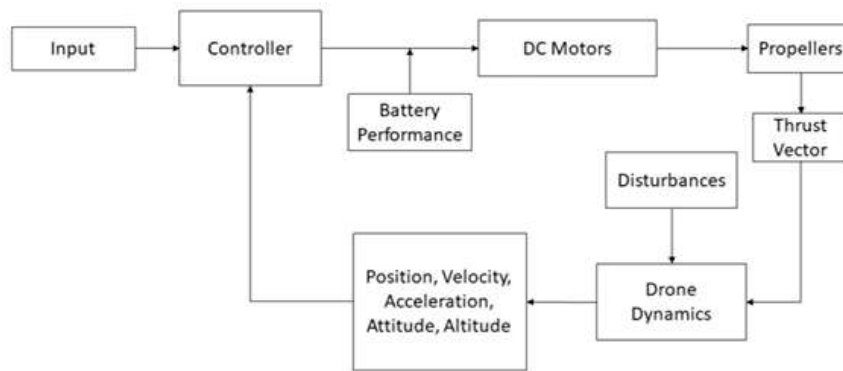 Input
Controller
DC Motors
Propellers
Battery
Performance
Thrust
Vector
Disturbances
Position, Velocity,
Acceleration,
Attitude, Altitude
Drone
Dynamics